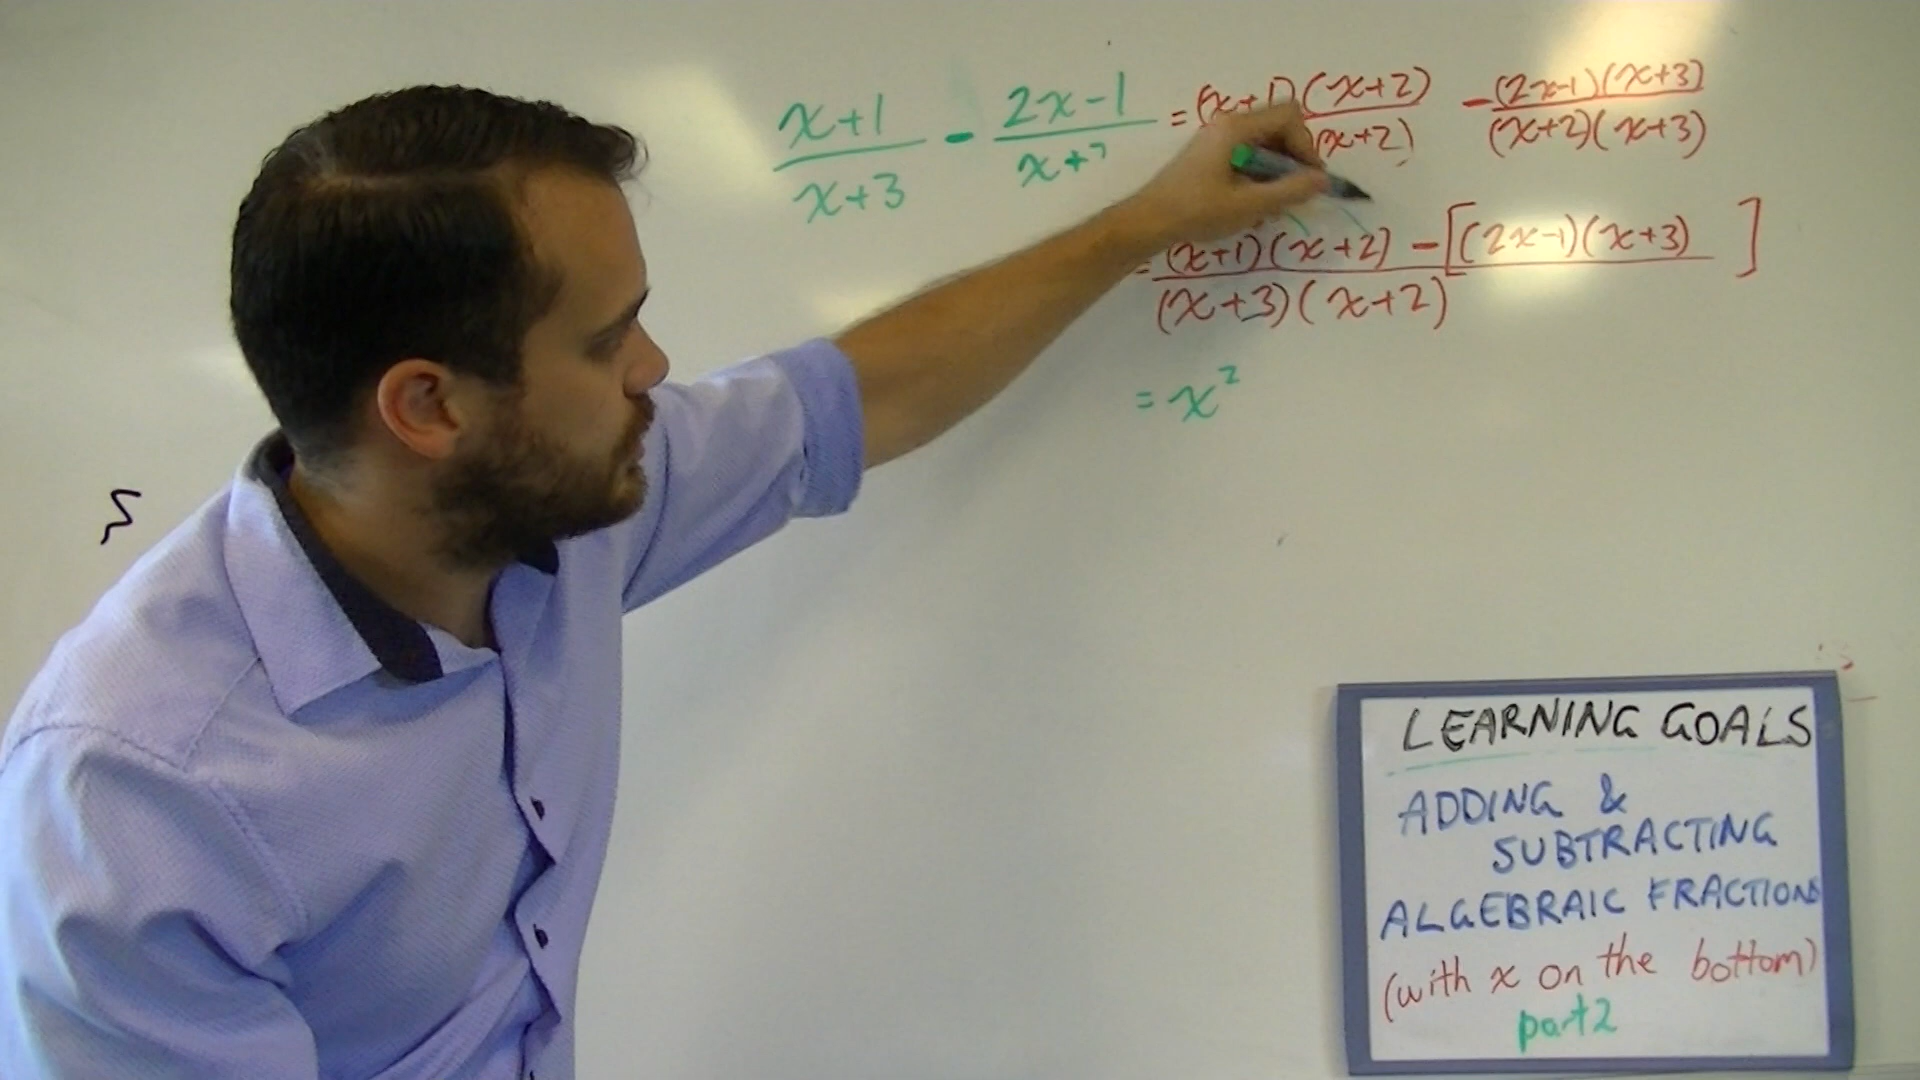 x+1 / x+3 - 2x-1 / x+2 = (x+1)(x+2) / (x+2) - (2x-1)(x+3) / (x+2)(x+3)
= (x+1)(x+2) - [(2x-1)(x+3)] / (x+3)(x+2)
= x²
LEARNING GOALS
ADDING &
SUBTRACTING
ALGEBRAIC FRACTIONS
(with x on the bottom)
part 2